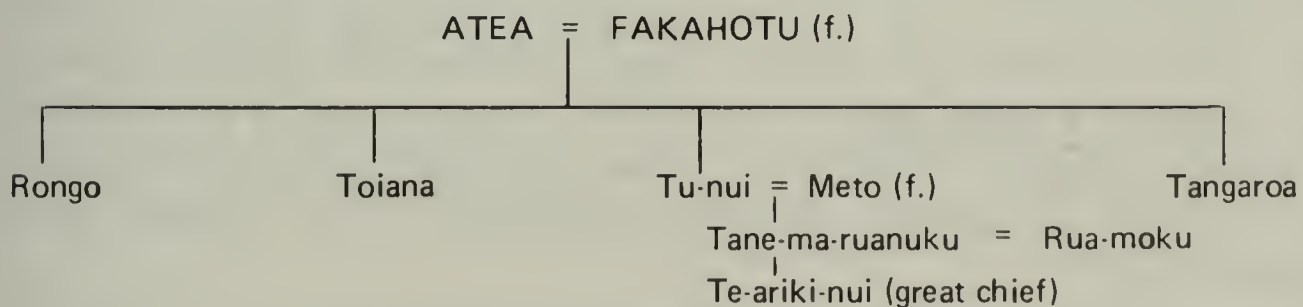 ATEA = FAKAHOTU (f.)
Rongo Toiana Tu-nui = Meto (f.) Tangaroa
Tane-ma-ruanuku = Rua-moku
Te-ariki-nui (great chief)